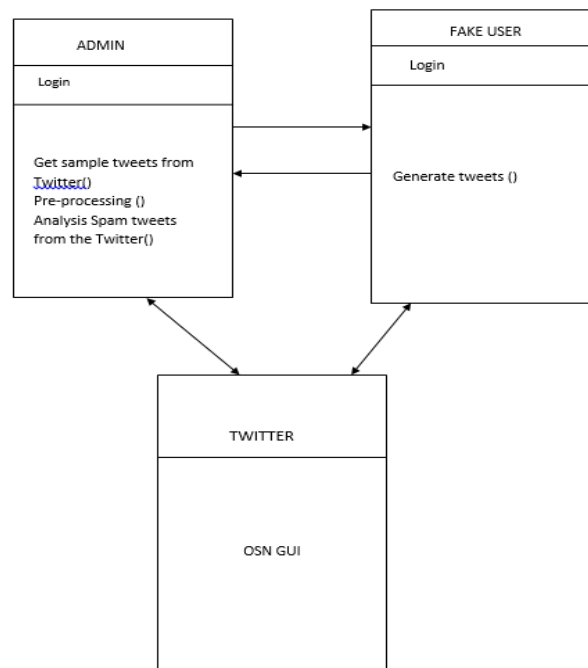 ADMIN
Login
Get sample tweets from
Twitter()
Pre-processing ()
Analysis Spam tweets
from the Twitter()
FAKE USER
Login
Generate tweets ()
TWITTER
OSN GUI